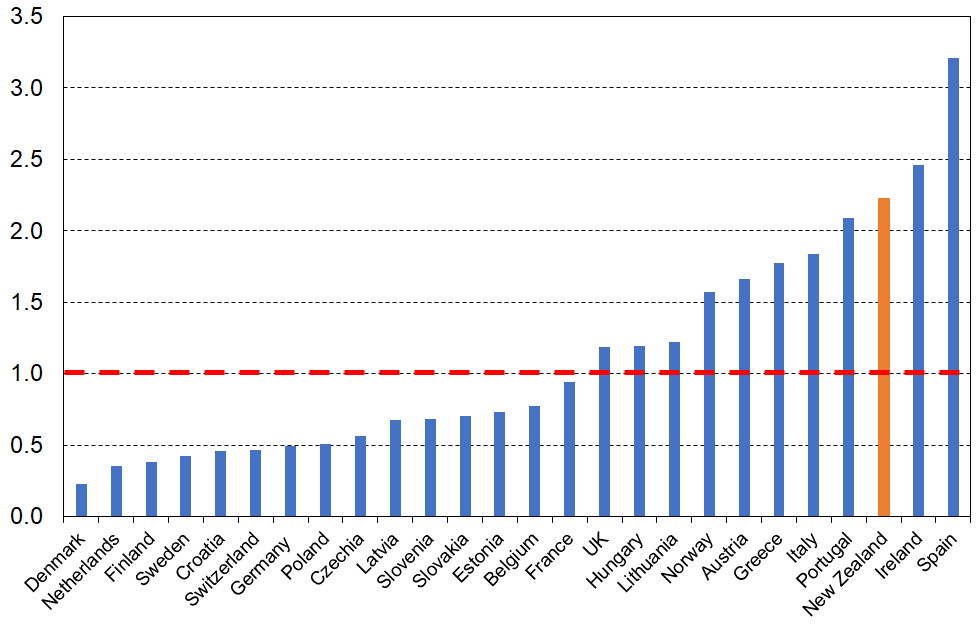 3.5
3.0
2.5
2.0
1.5
1.0
0.5
0.0
Denmark
Netherlands
Finland
Sweden
Croatia
Switzerland
Germany
Poland
Czechia
Latvia
Slovenia
Slovakia
Estonia
Belgium
France
UK
Hungary
Lithuania
Norway
Austria
Greece
Italy
Portugal
New Zealand
Ireland
Spain